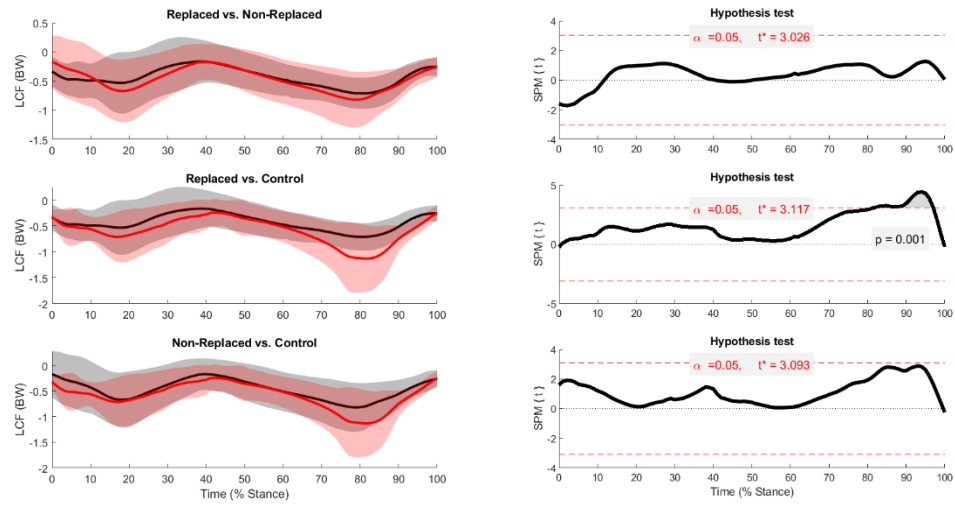 Replaced vs. Non-Replaced
0.5
0
-0.5
-1
-1.5
LCF (BW)
0 10 20 30 40 50 60 70 80 90 100
Hypothesis test
4
2
0
-2
-4
SPM { t }
α =0.05, t* = 3.026
0 10 20 30 40 50 60 70 80 90 100
Replaced vs. Control
0
-0.5
-1
-1.5
-2
LCF (BW)
0 10 20 30 40 50 60 70 80 90 100
Hypothesis test
5
0
-5
SPM { t }
α =0.05, t* = 3.117
p = 0.001
0 10 20 30 40 50 60 70 80 90 100
Non-Replaced vs. Control
0
-0.5
-1
-1.5
-2
LCF (BW)
0 10 20 30 40 50 60 70 80 90 100
Time (% Stance)
Hypothesis test
4
2
0
-2
-4
SPM { t }
α =0.05, t* = 3.093
0 10 20 30 40 50 60 70 80 90 100
Time (% Stance)